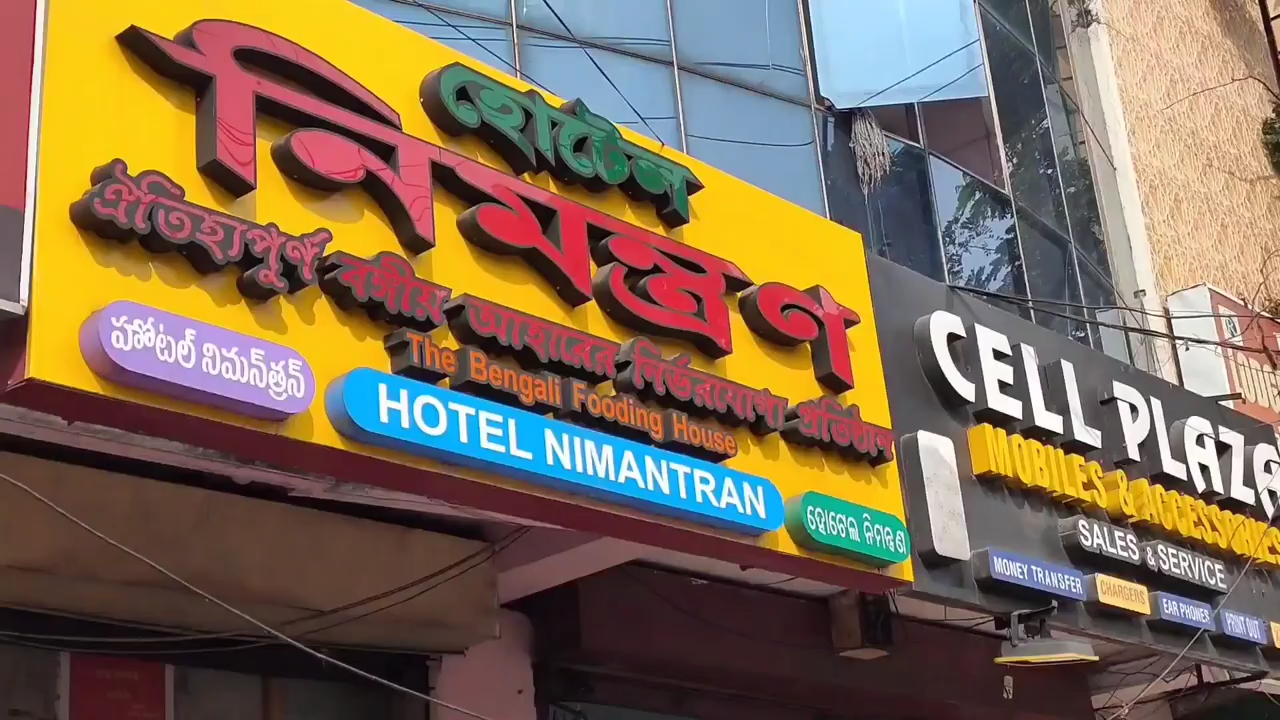 হোটেল
নিমন্ত্রণ
ঐতিহ্যপূর্ণ বঙ্গীয় আহারের নির্ভরযোগ্য প্রতিষ্ঠান
The Bengali Fooding House
హోటల్ నిమన్‌త్రన్
HOTEL NIMANTRAN
ହୋଟେଲ ନିମନ୍ତ୍ରଣ
CELL PLAZA
MOBILES & ACCESSORIES
SALES & SERVICE
MONEY TRANSFER
CHARGERS
EAR PHONES
PRINT OUT